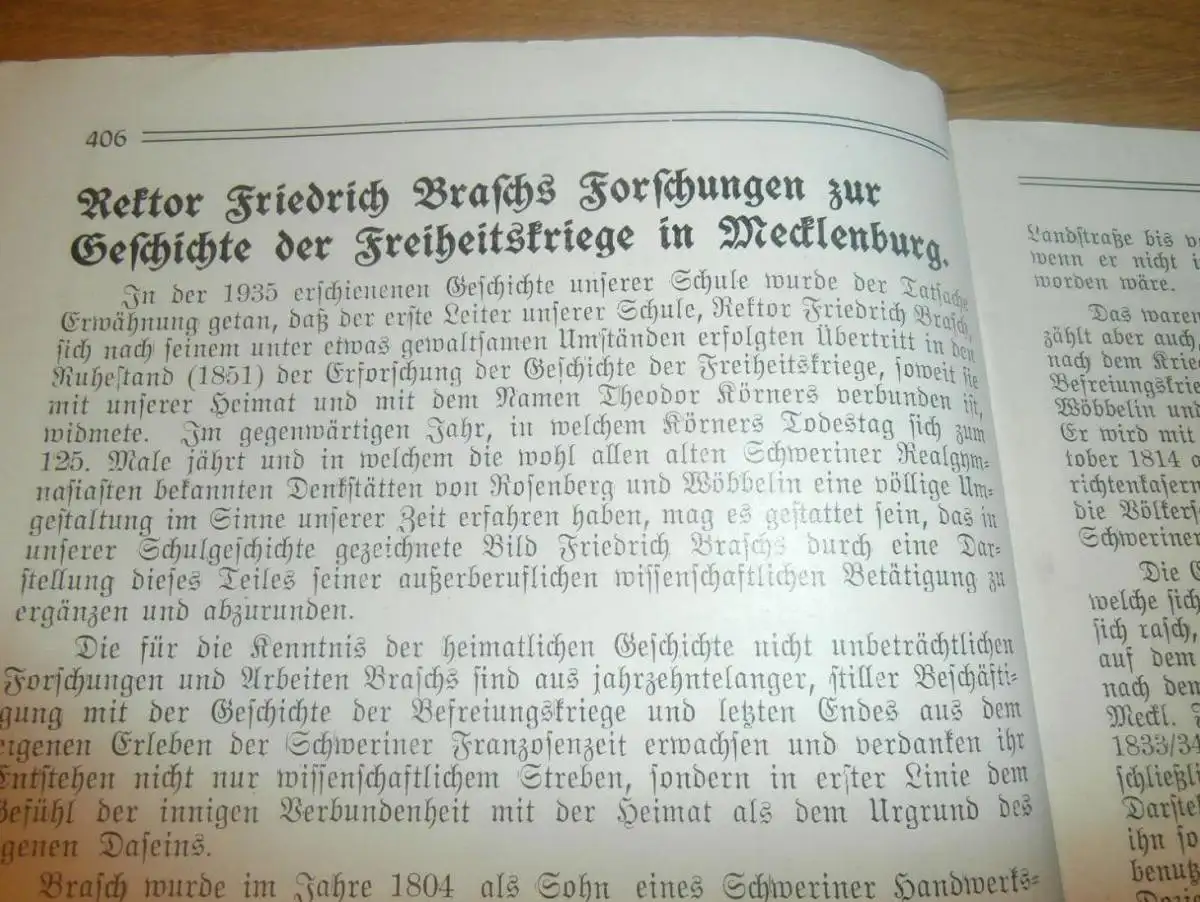 406
Rektor Friedrich Braschs Forschungen zur
Geschichte der Freiheitskriege in Mecklenburg.
In der 1935 erschienenen Geschichte unserer Schule wurde der Tatsache
Erwähnung getan, daß der erste Leiter unserer Schule, Rektor Friedrich Brasch,
sich nach seinem unter etwas gewaltsamen Umständen erfolgten Übertritt in den
Ruhestand (1851) der Erforschung der Geschichte der Freiheitskriege, soweit sie
mit unserer Heimat und mit dem Namen Theodor Körners verbunden ist,
widmete. Im gegenwärtigen Jahr, in welchem Körners Todestag sich zum
125. Male jährt und in welchem die wohl allen alten Schweriner Realgym-
nasiasten bekannten Denkstätten von Rosenberg und Wöbbelin eine völlige Um-
gestaltung im Sinne unserer Zeit erfahren haben, mag es gestattet sein, das in
unserer Schulgeschichte gezeichnete Bild Friedrich Braschs durch eine Dar-
stellung dieses Teiles seiner außerberuflichen wissenschaftlichen Betätigung zu
ergänzen und abzurunden.
Die für die Kenntnis der heimatlichen Geschichte nicht unbeträchtlichen
Forschungen und Arbeiten Braschs sind aus jahrzehntelanger, stiller Beschäfti-
gung mit der Geschichte der Befreiungskriege und letzten Endes aus dem
eigenen Erleben der Schweriner Franzosenzeit erwachsen und verdanken ihr
Entstehen nicht nur wissenschaftlichem Streben, sondern in erster Linie dem
Gefühl der innigen Verbundenheit mit der Heimat als dem Urgrund des
genen Daseins.
Brasch wurde im Jahre 1804 als Sohn eines Schweriner Handwerks-
Landstraße bis
wenn er nicht
worden wäre.
Das waren
zählt aber auch,
nach dem
Befreiungskrie
Wöbbelin und
Er wird mit
tober 1814
richtenkasern
die Völkers
Schweriner
Die
welche sich
sich rasch,
auf dem
nach dem
Meckl.
1833/34
schließli
Darste
ihn so
benut